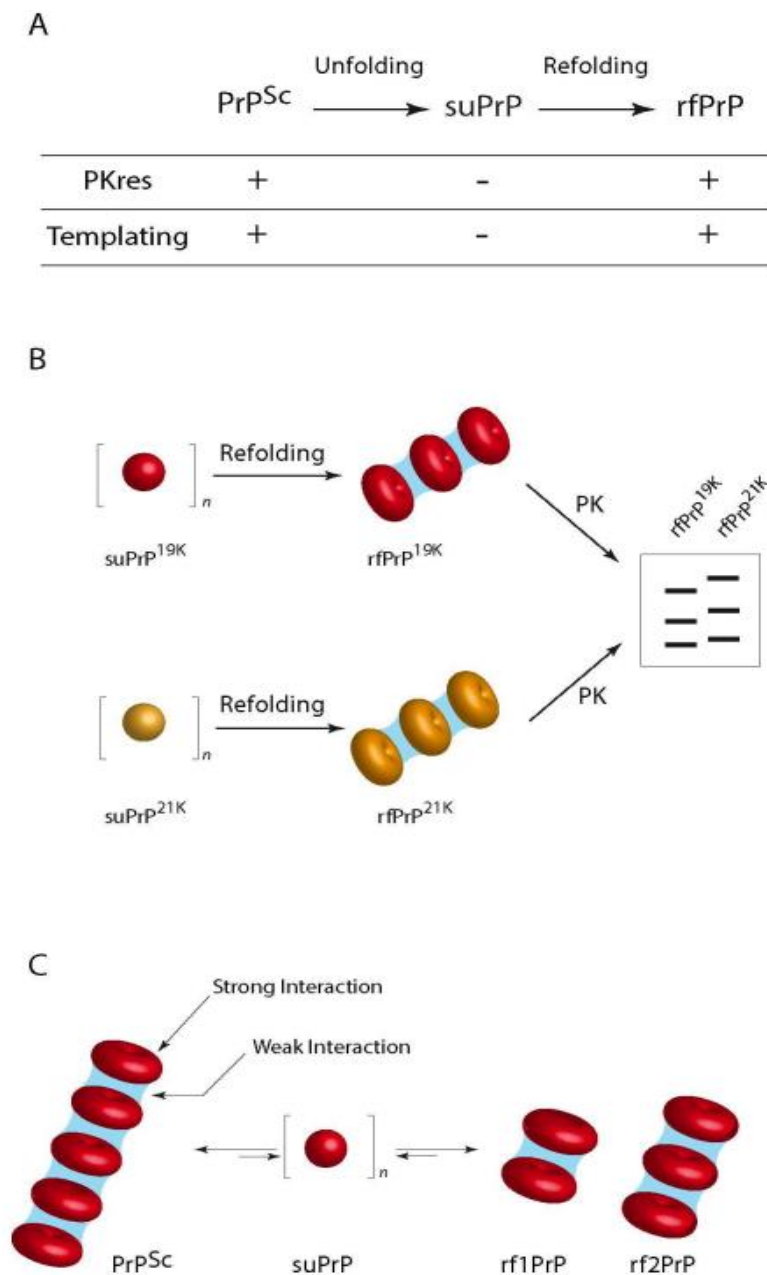 A
Unfolding Refolding
PrPSc suPrP rfPrP
PKres + - +
Templating + - +
B
rfPrP19K rfPrP21K
[ ]n Refolding PK
suPrP19K rfPrP19K
[ ]n Refolding PK
suPrP21K rfPrP21K
C
Strong Interaction
Weak Interaction
[ ]n
PrPSc suPrP rf1PrP rf2PrP